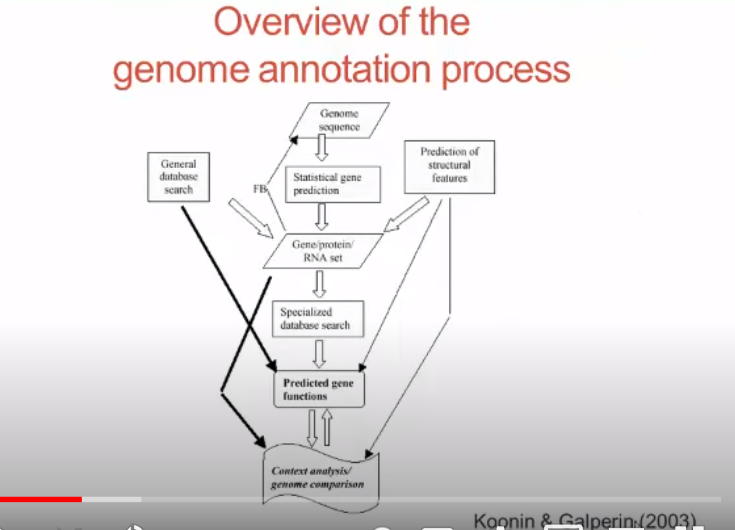 Overview of the
genome annotation process
Genome
sequence
General
database
search
Prediction of
structural
features
FB
Statistical gene
prediction
Gene/protein/
RNA set
Specialized
database search
Predicted gene
functions
Context analysis/
genome comparison
Koonin & Galperin (2003)